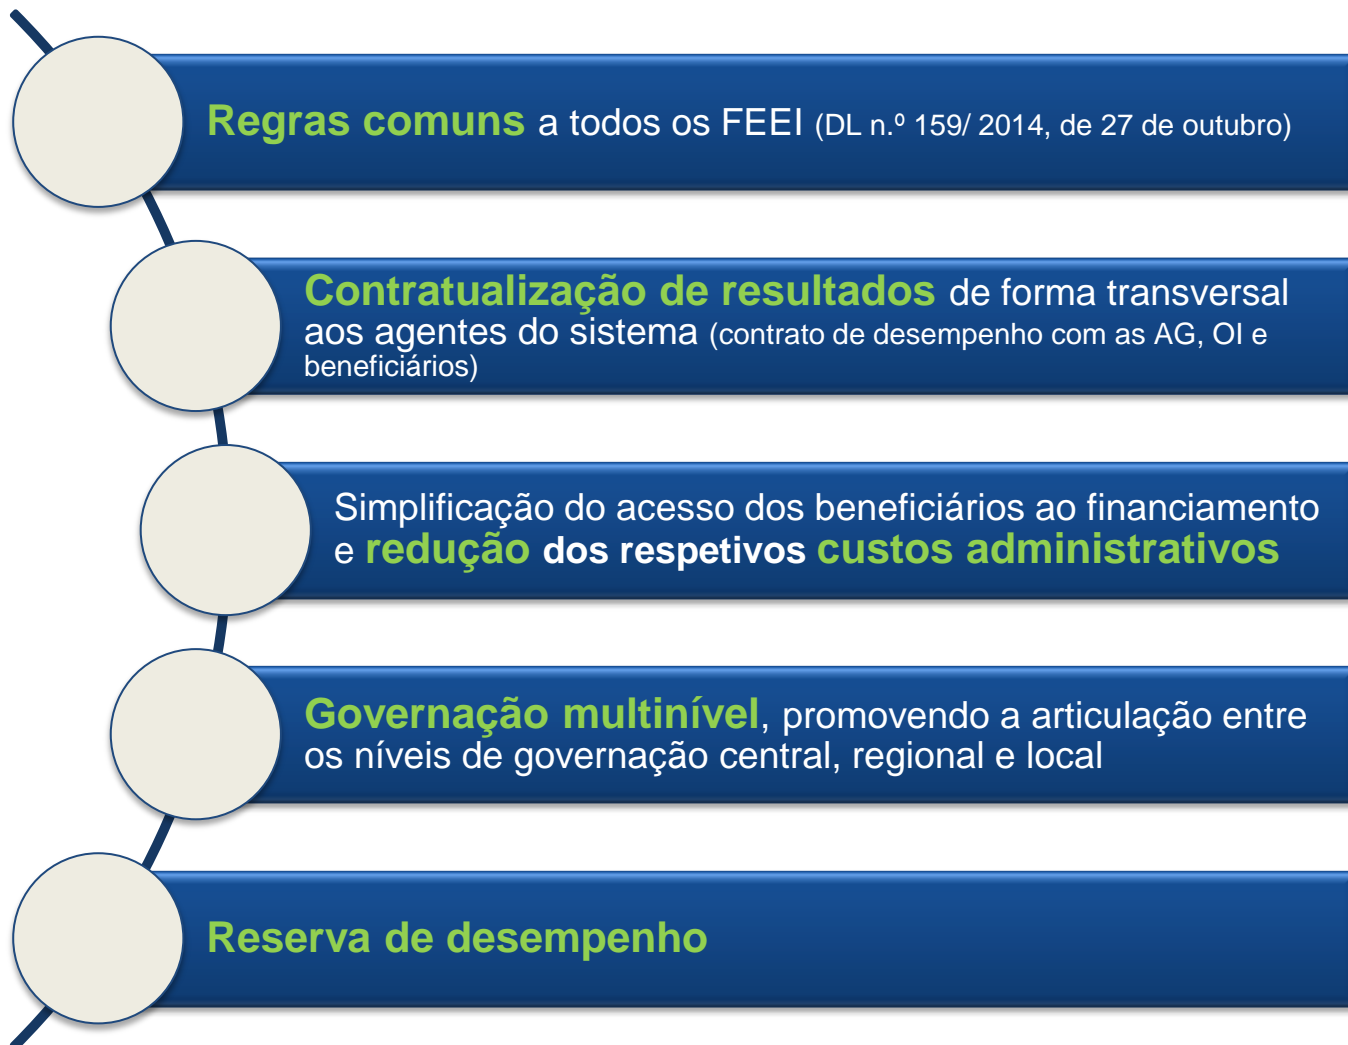 Regras comuns a todos os FEEI (DL n.º 159/ 2014, de 27 de outubro)
Contratualização de resultados de forma transversal
aos agentes do sistema (contrato de desempenho com as AG, OI e
beneficiários)
Simplificação do acesso dos beneficiários ao financiamento
e redução dos respetivos custos administrativos
Governação multinível, promovendo a articulação entre
os níveis de governação central, regional e local
Reserva de desempenho